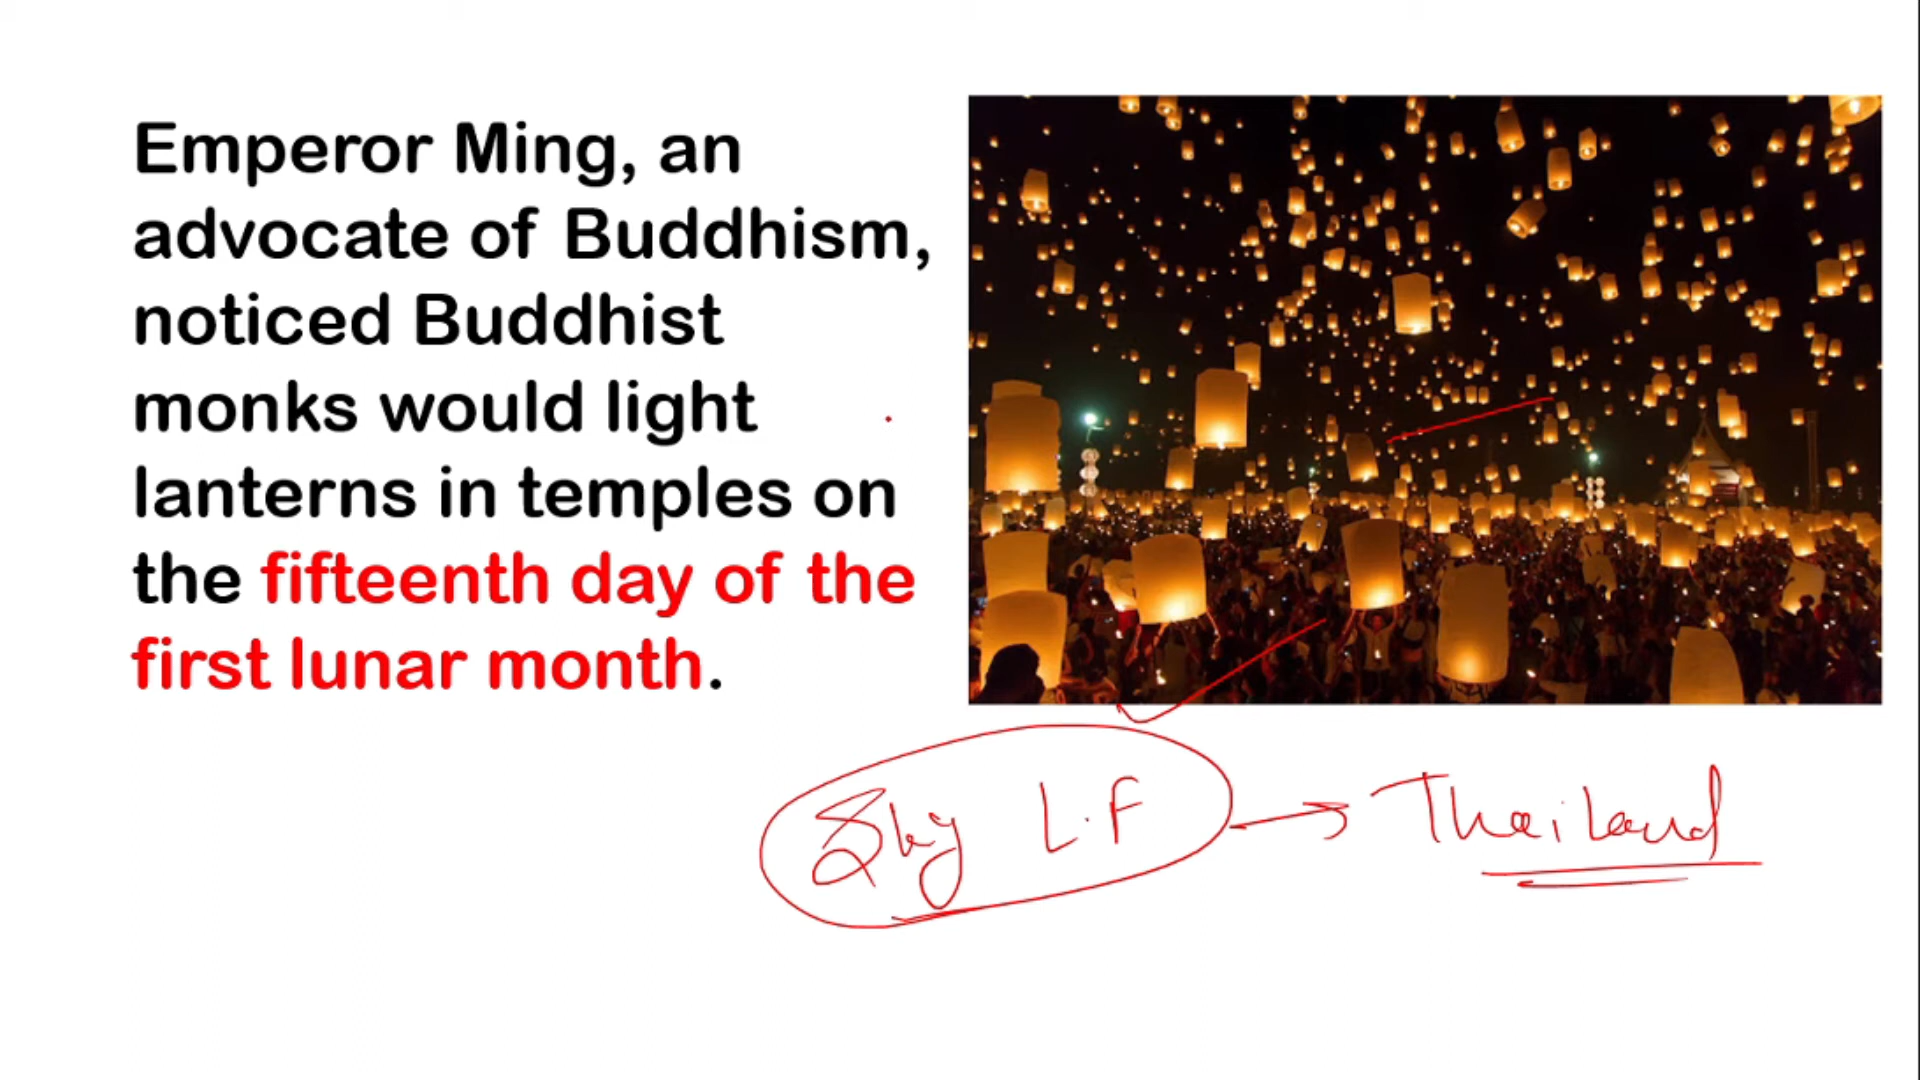 Emperor Ming, an
advocate of Buddhism,
noticed Buddhist
monks would light
lanterns in temples on
the fifteenth day of the
first lunar month.
Sky L.F → Thailand